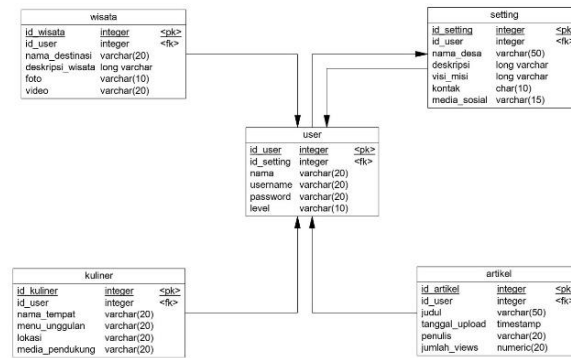 wisata
id_wisata integer <pk>
id_user integer <fk>
nama_destinasi varchar(20)
deskripsi_wisata long varchar
foto varchar(10)
video varchar(20)
setting
id_setting integer <pk>
id_user integer <fk>
nama_desa varchar(50)
deskripsi long varchar
visi_misi long varchar
kontak char(10)
media_sosial varchar(15)
user
id_user integer <pk>
id_setting integer <fk>
nama varchar(20)
username varchar(20)
password varchar(20)
level varchar(10)
kuliner
id_kuliner integer <pk>
id_user integer <fk>
nama_tempat varchar(20)
menu_unggulan varchar(20)
lokasi varchar(20)
media_pendukung varchar(20)
artikel
id_artikel integer <pk>
id_user integer <fk>
judul varchar(50)
tanggal_upload timestamp
penulis varchar(20)
jumlah_views numeric(20)